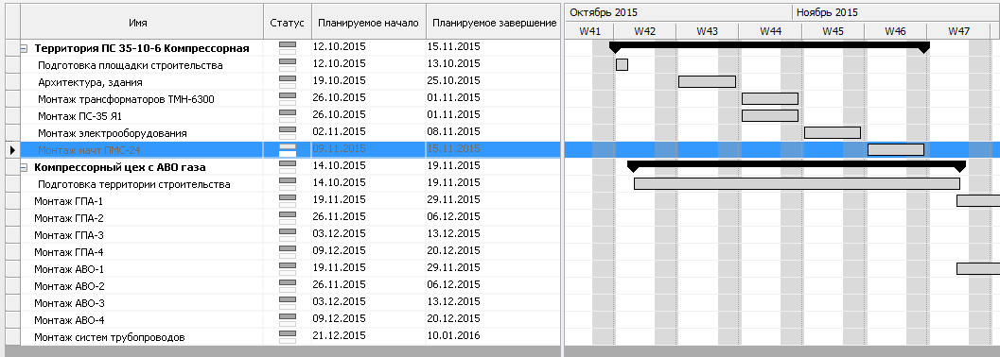 Имя Статус Планируемое начало Планируемое завершение Октябрь 2015 Ноябрь 2015
W41 W42 W43 W44 W45 W46 W47
Территория ПС 35-10-6 Компрессорная 12.10.2015 15.11.2015
Подготовка площадки строительства 12.10.2015 13.10.2015
Архитектура, здания 19.10.2015 25.10.2015
Монтаж трансформаторов ТМН-6300 26.10.2015 01.11.2015
Монтаж ПС-35 Я1 26.10.2015 01.11.2015
Монтаж электрооборудования 02.11.2015 08.11.2015
Монтаж мачт ПМС-24 09.11.2015 15.11.2015
Компрессорный цех с АВО газа 14.10.2015 19.11.2015
Подготовка территории строительства 14.10.2015 19.11.2015
Монтаж ГПА-1 19.11.2015 29.11.2015
Монтаж ГПА-2 26.11.2015 06.12.2015
Монтаж ГПА-3 03.12.2015 13.12.2015
Монтаж ГПА-4 09.12.2015 20.12.2015
Монтаж АВО-1 19.11.2015 29.11.2015
Монтаж АВО-2 26.11.2015 06.12.2015
Монтаж АВО-3 03.12.2015 13.12.2015
Монтаж АВО-4 09.12.2015 20.12.2015
Монтаж систем трубопроводов 21.12.2015 10.01.2016